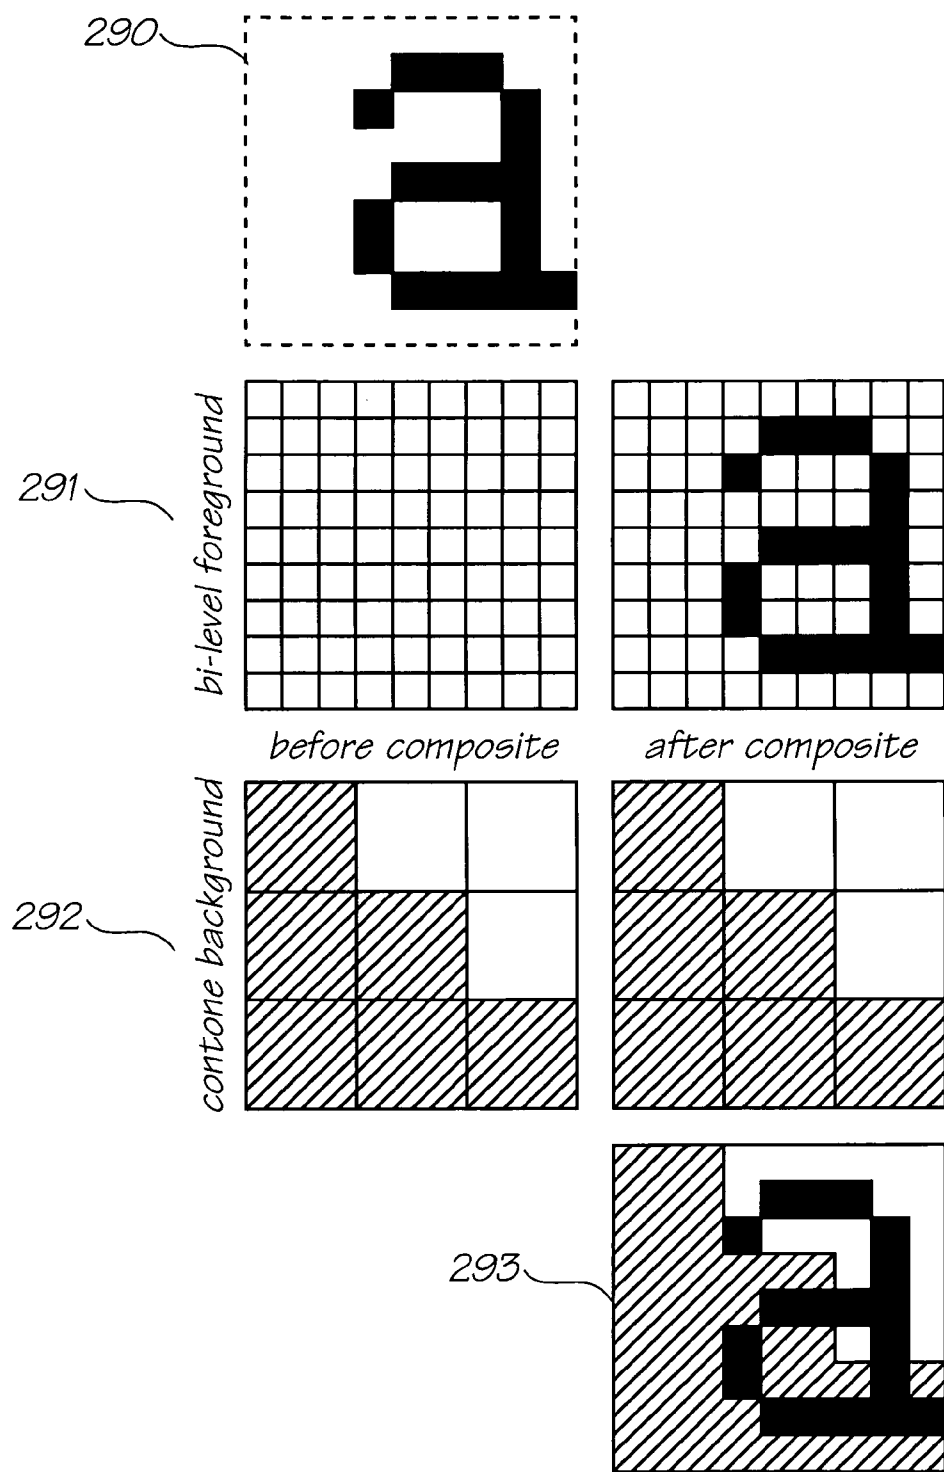 290
a
291
bi-level foreground
a
before composite
after composite
292
contone background
293
a